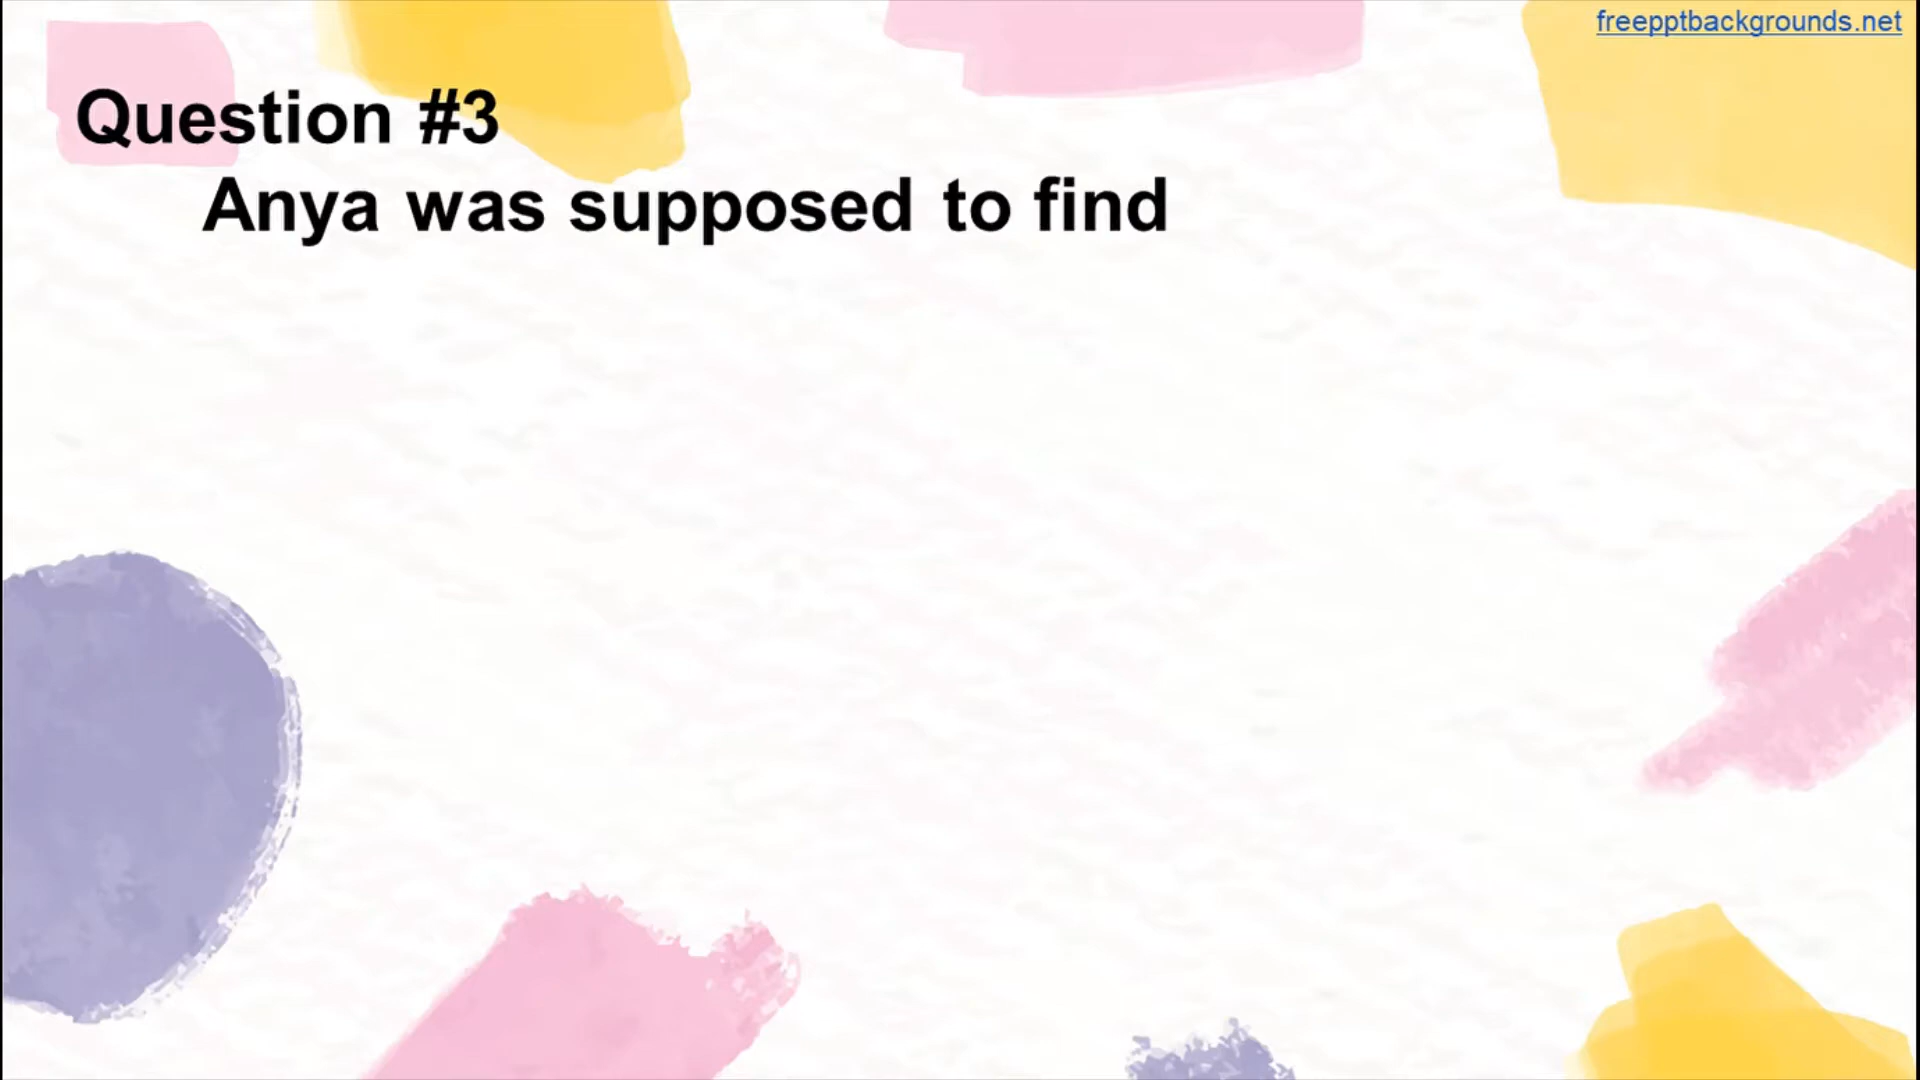 freepptbackgrounds.net
Question #3
Anya was supposed to find